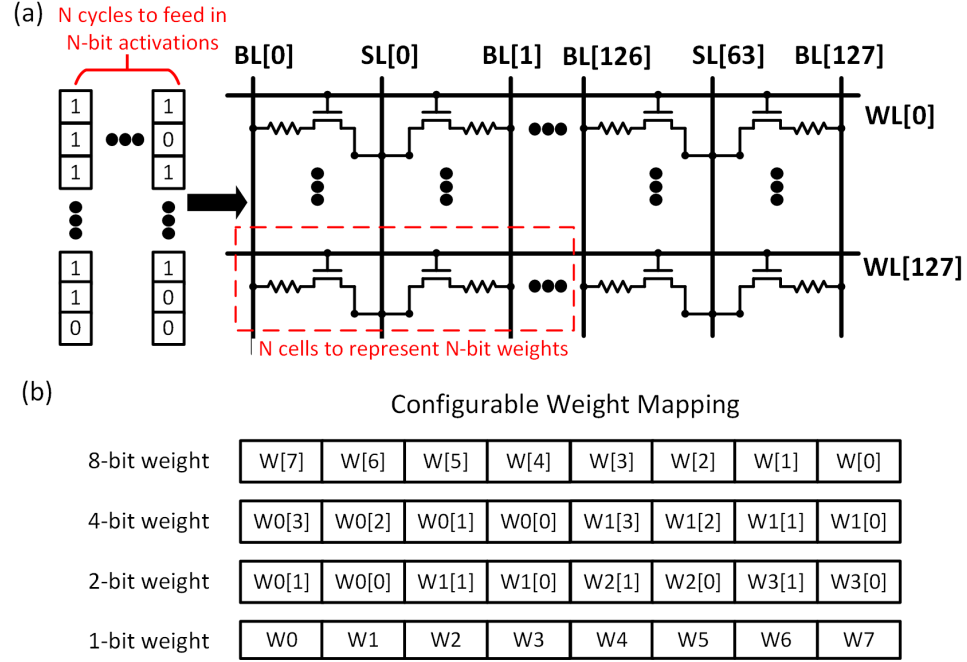 (a)
N cycles to feed in
N-bit activations
BL[0] SL[0] BL[1] BL[126] SL[63] BL[127]
WL[0]
1 1
1 0
1 1
1 1
1 0
0 0
WL[127]
N cells to represent N-bit weights
(b)
Configurable Weight Mapping
8-bit weight W[7] W[6] W[5] W[4] W[3] W[2] W[1] W[0]
4-bit weight W0[3] W0[2] W0[1] W0[0] W1[3] W1[2] W1[1] W1[0]
2-bit weight W0[1] W0[0] W1[1] W1[0] W2[1] W2[0] W3[1] W3[0]
1-bit weight W0 W1 W2 W3 W4 W5 W6 W7